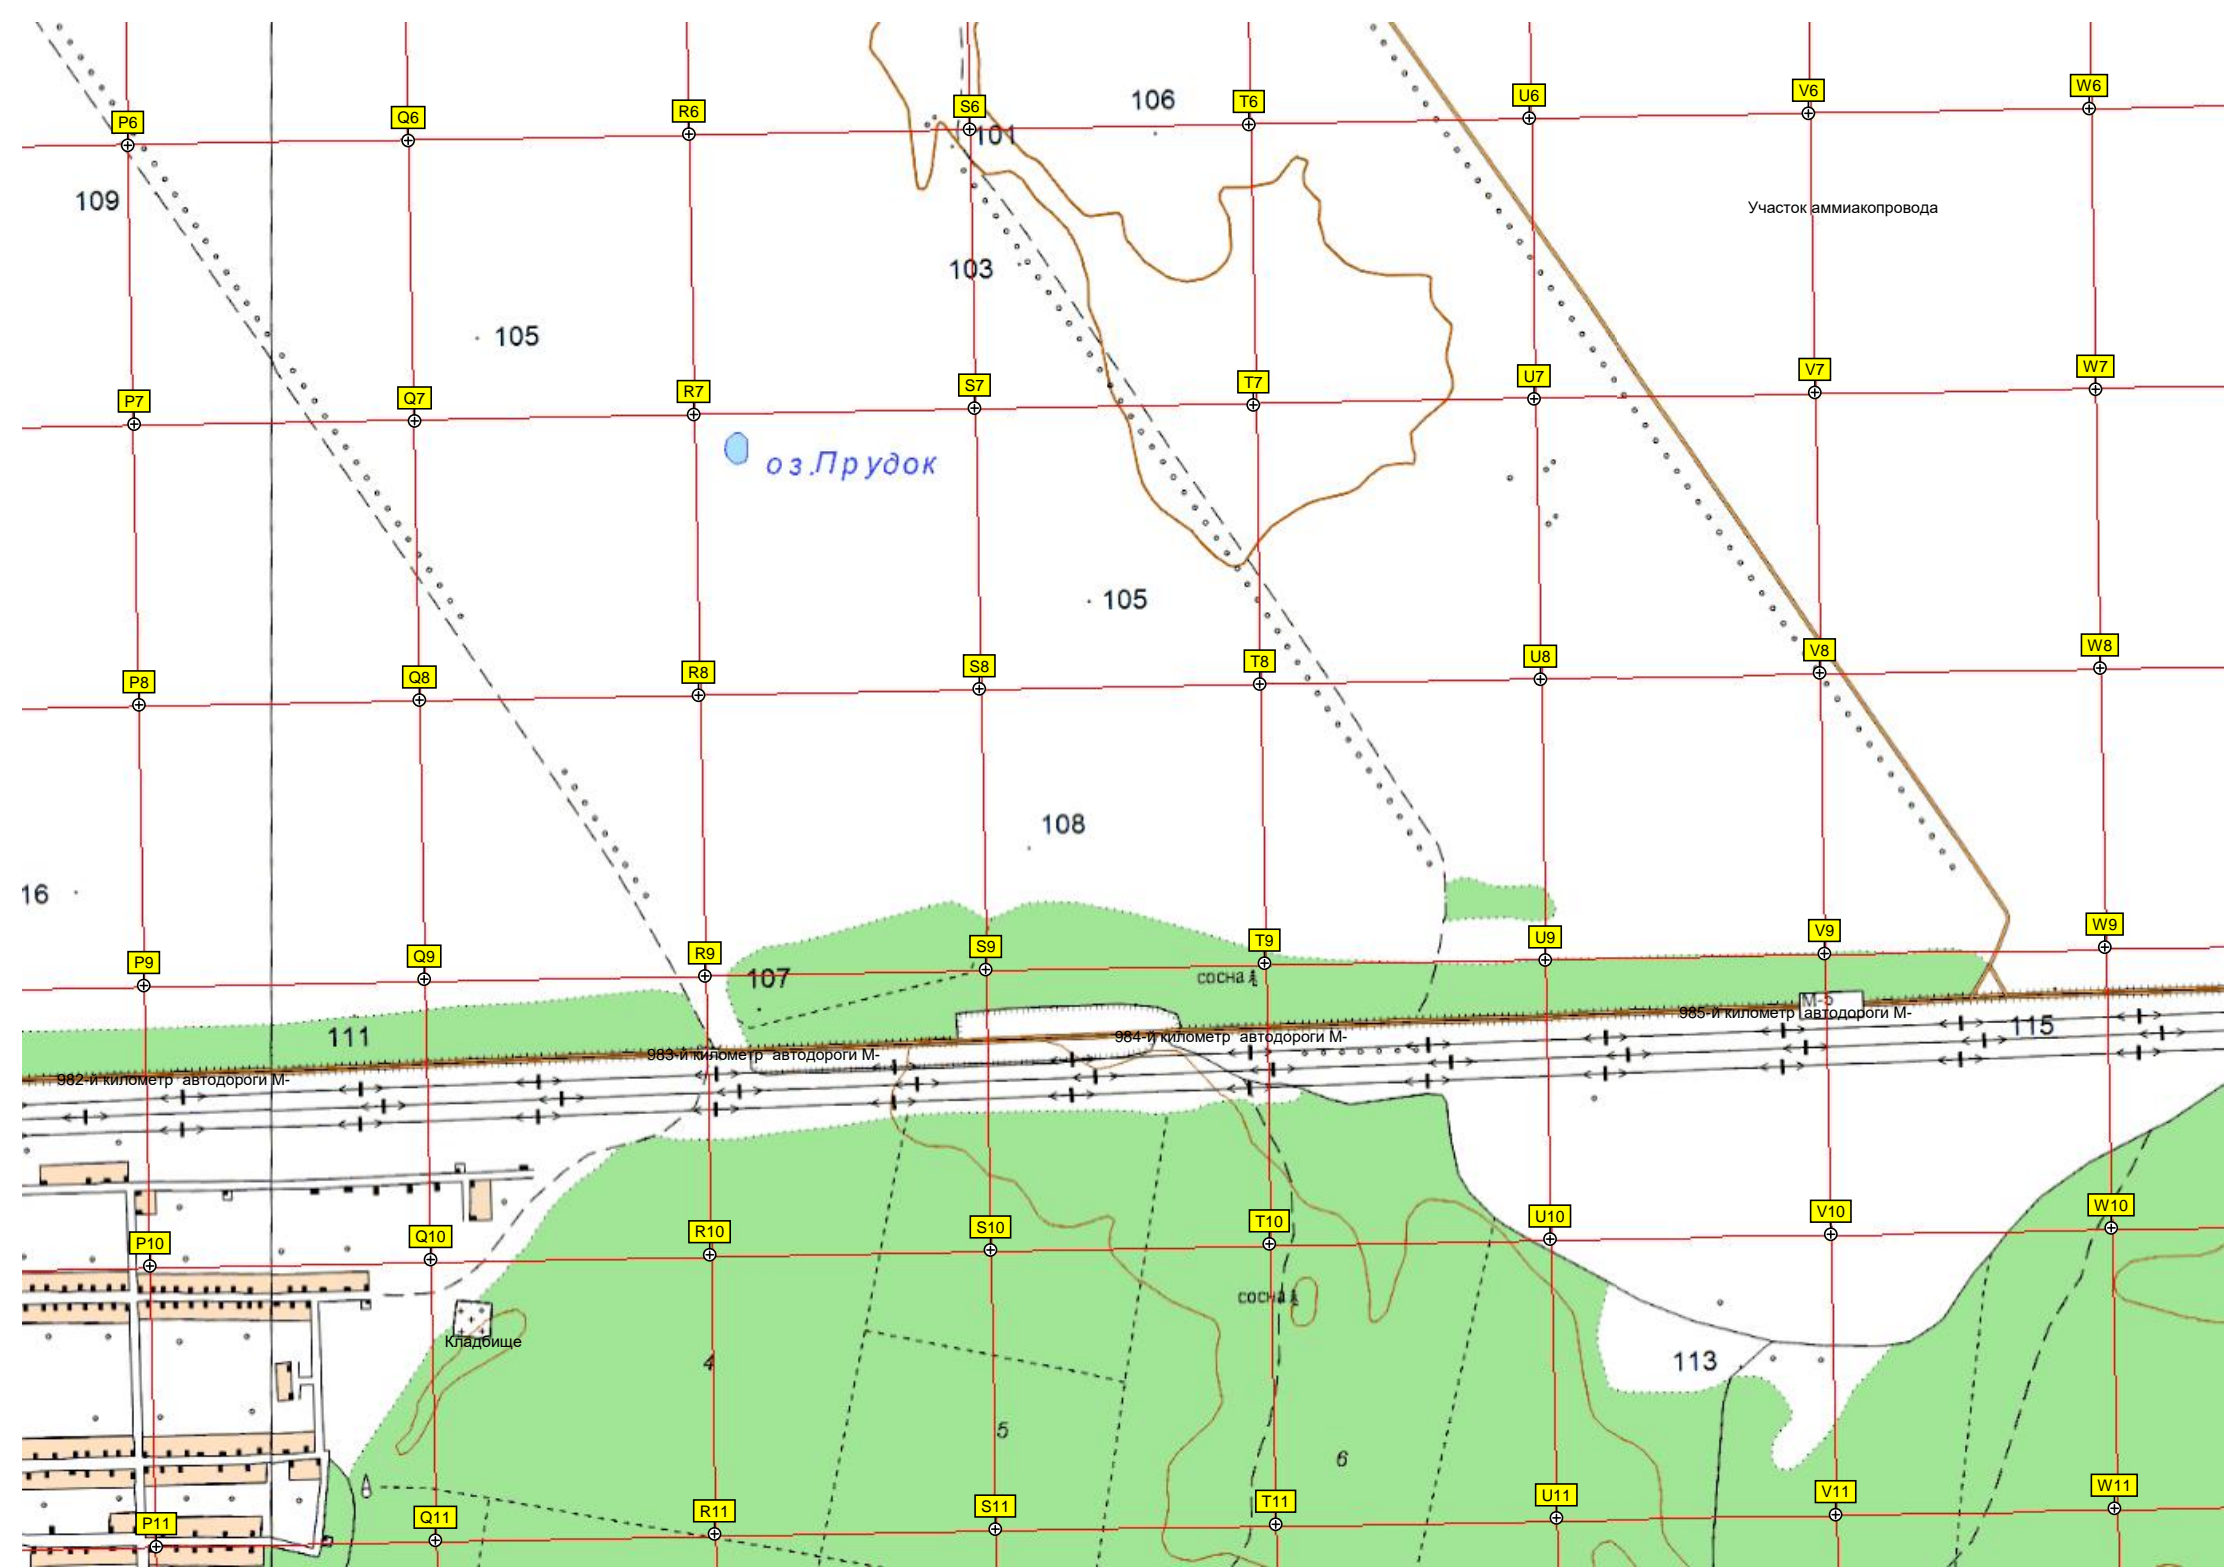 106
W6
V6
U6
T6
S6
R6
Q6
P6
101
109
Участок аммиакопровода
103
105
W7
V7
U7
T7
S7
R7
Q7
P7
оз.Прудок
105
W8
V8
U8
T8
S8
R8
Q8
P8
108
16
W9
V9
U9
T9
S9
R9
Q9
P9
107
сосна
М-5
985-й километр автодороги М-
115
111
984-й километр автодороги М-
983-й километр автодороги М-
982-й километр автодороги М-
W10
V10
U10
T10
S10
R10
Q10
P10
сосна
Кладбище
4
113
5
6
W11
V11
U11
T11
S11
R11
Q11
P11